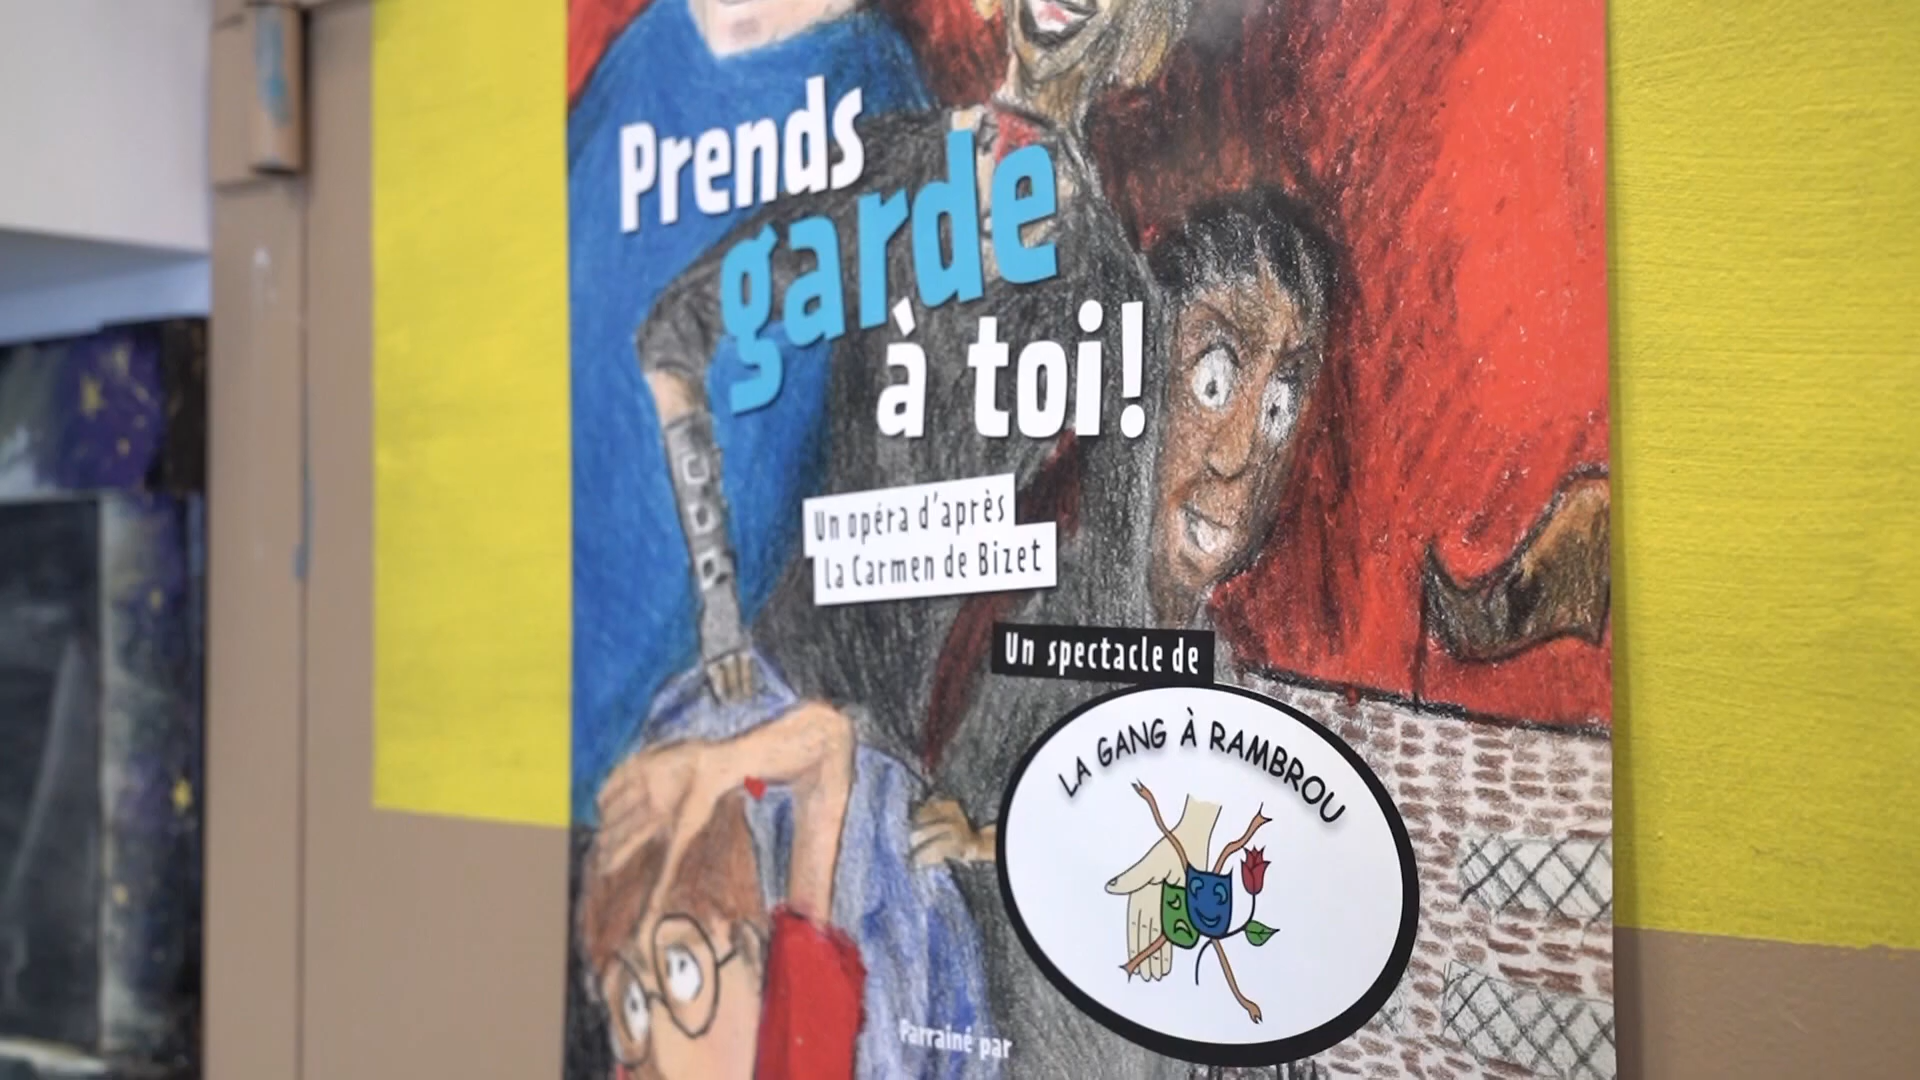 Prends
garde
à toi!
Un opéra d'après
la Carmen de Bizet
Un spectacle de
LA GANG À RAMBROU
Parrainé par